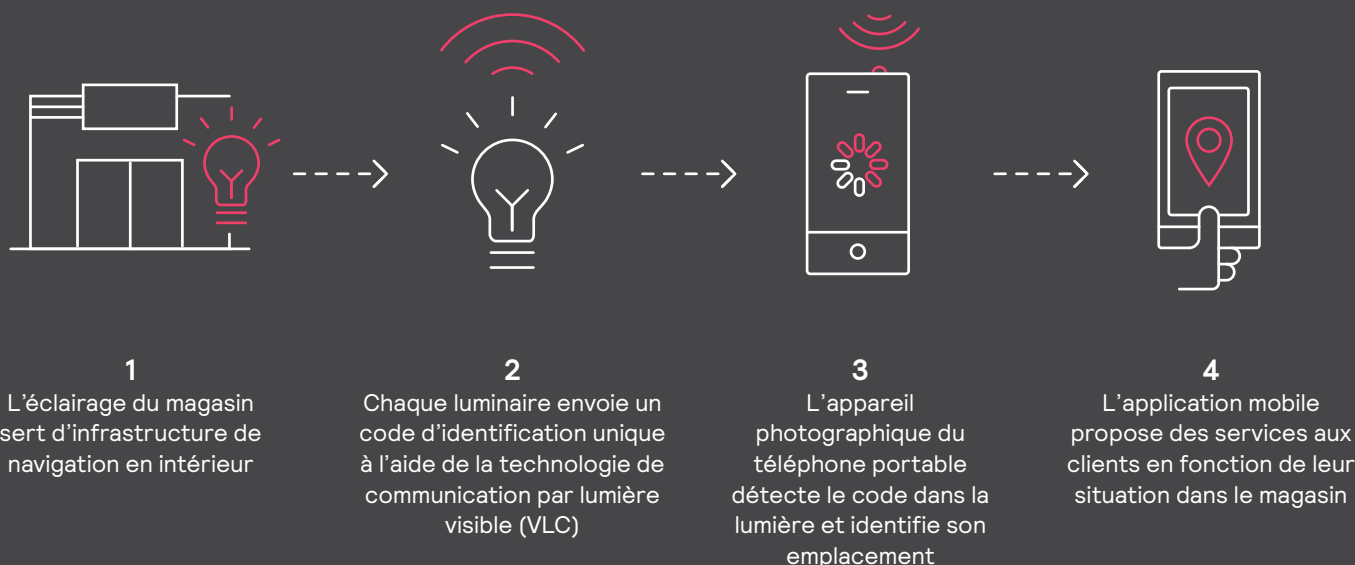 1
L’éclairage du magasin
sert d’infrastructure de
navigation en intérieur
2
Chaque luminaire envoie un
code d’identification unique
à l’aide de la technologie de
communication par lumière
visible (VLC)
3
L’appareil
photographique du
téléphone portable
détecte le code dans la
lumière et identifie son
emplacement
4
L’application mobile
propose des services aux
clients en fonction de leur
situation dans le magasin